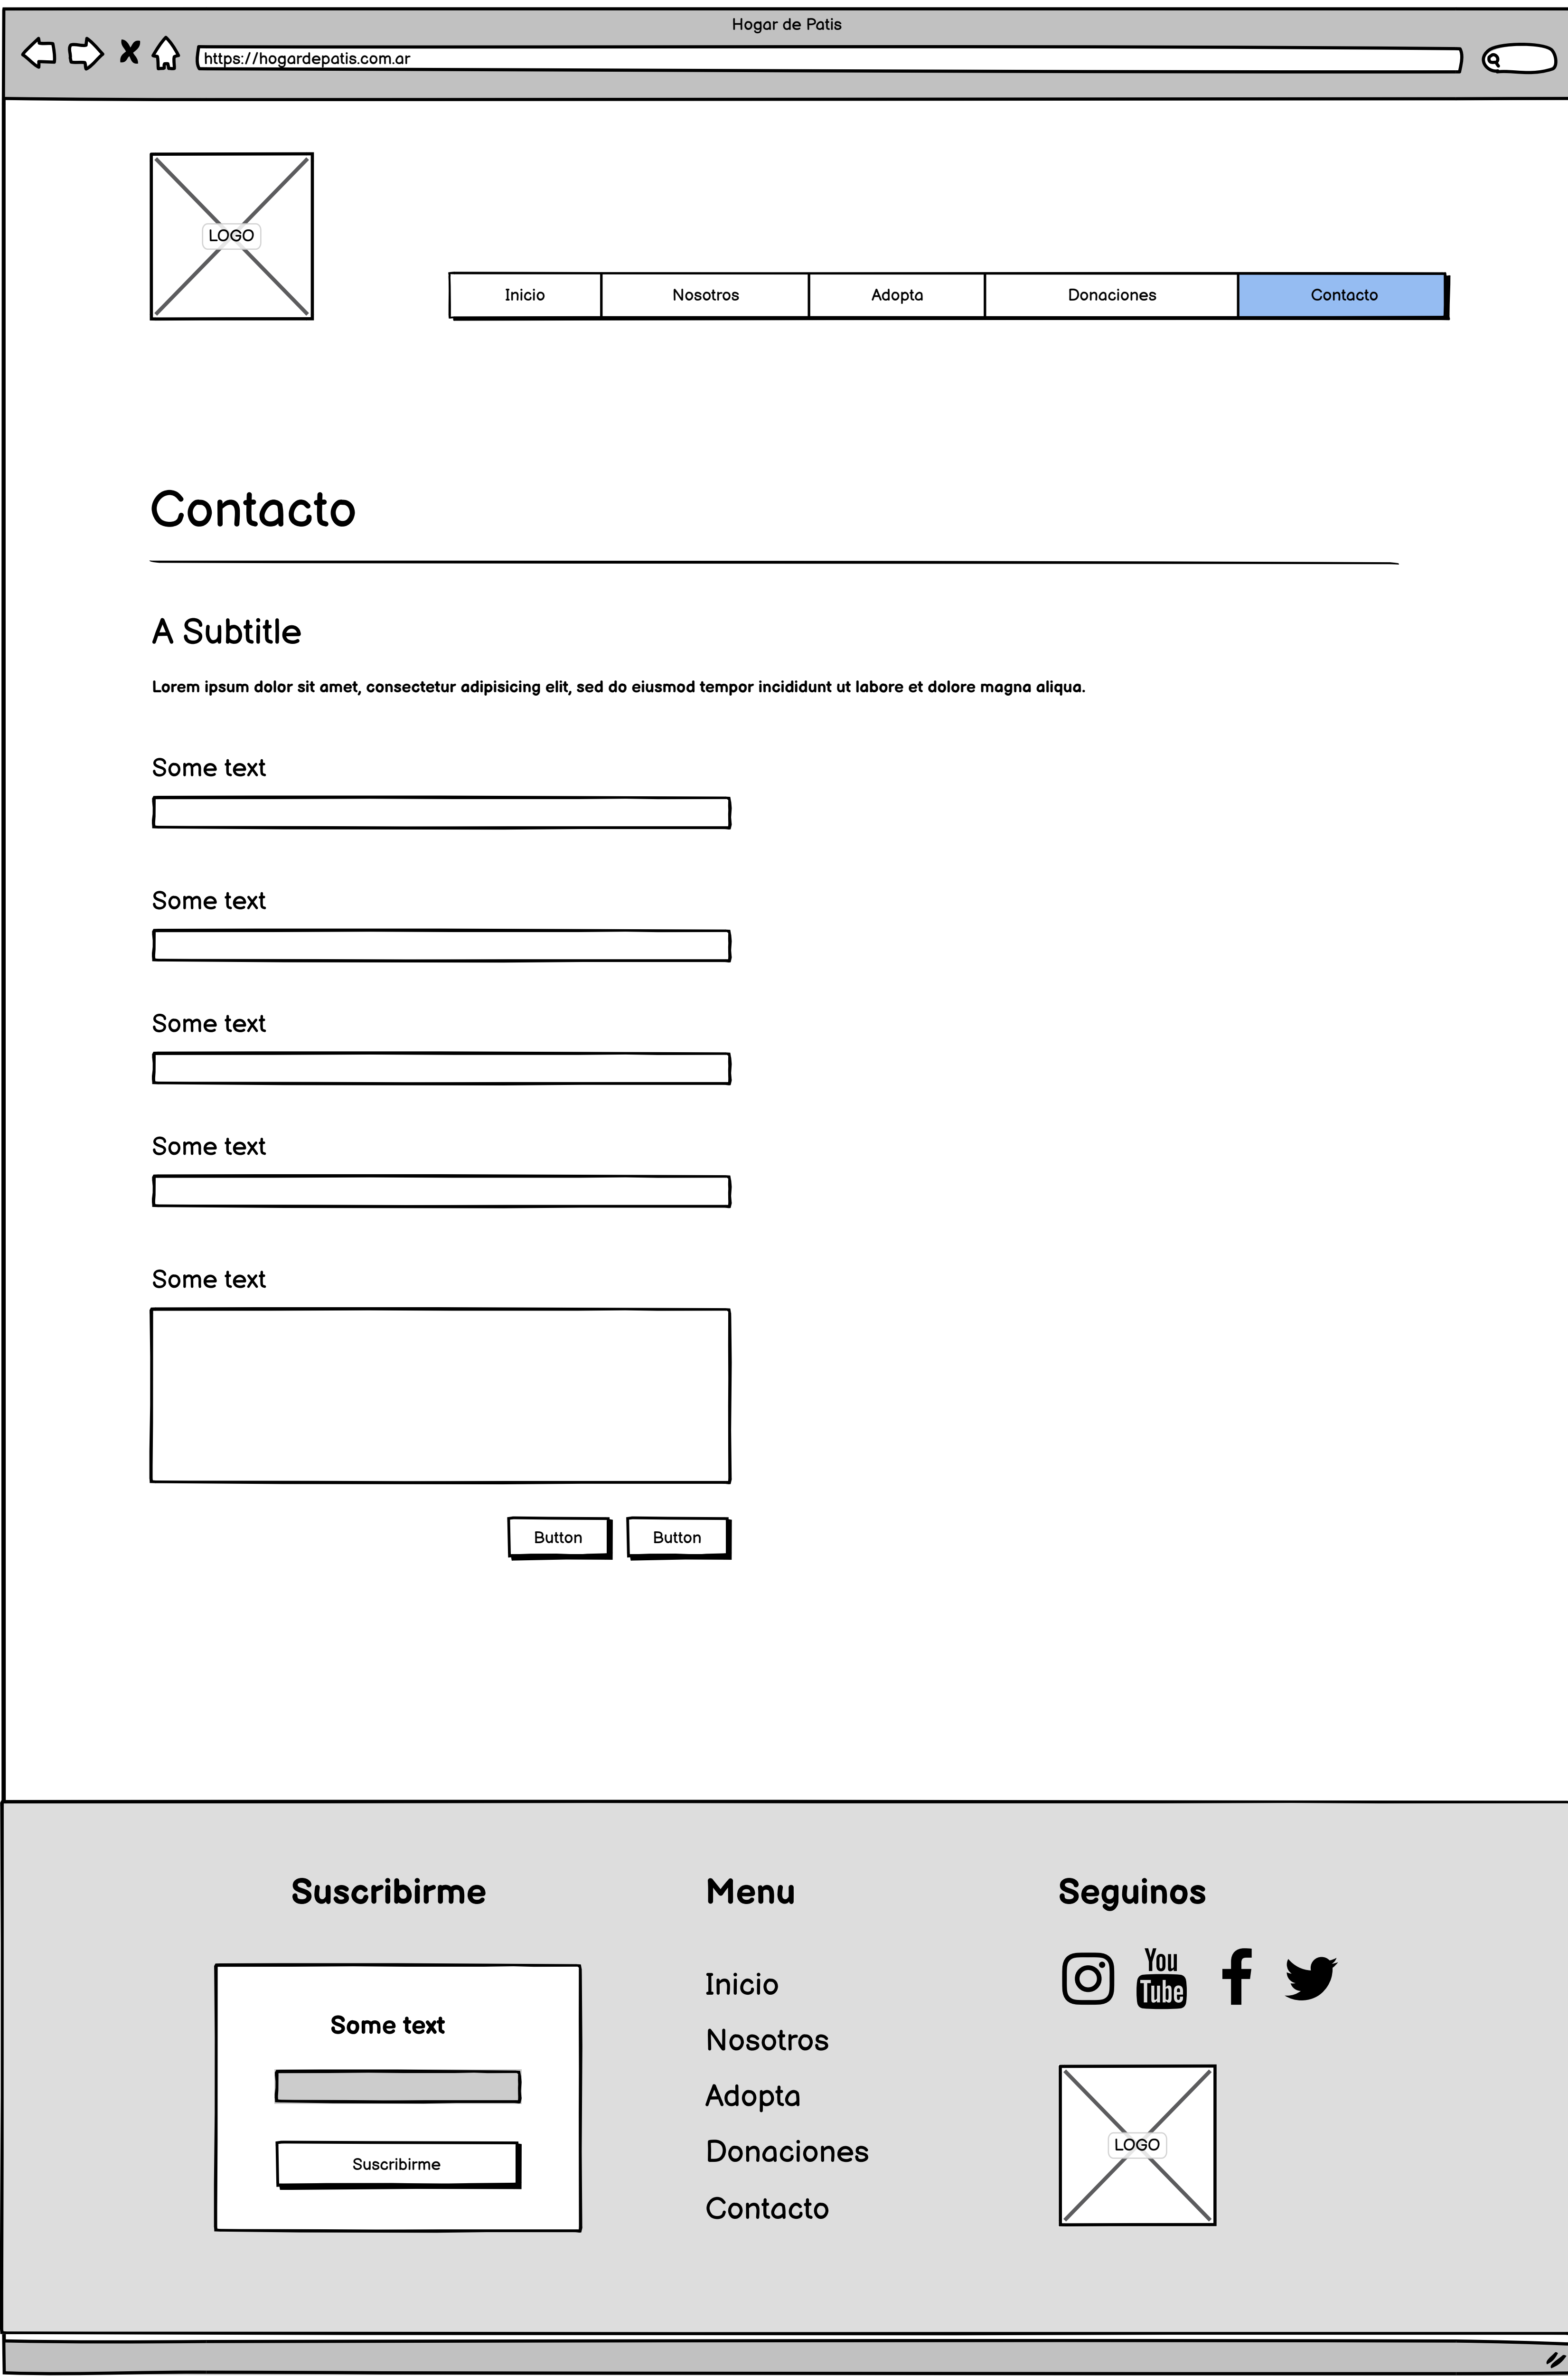 Hogar de Patis
https://hogardepatis.com.ar
LOGO
Inicio Nosotros Adopta Donaciones Contacto
Contacto
A Subtitle
Lorem ipsum dolor sit amet, consectetur adipisicing elit, sed do eiusmod tempor incididunt ut labore et dolore magna aliqua.
Some text
Some text
Some text
Some text
Some text
Button Button
Suscribirme
Some text
Suscribirme
Menu
Inicio
Nosotros
Adopta
Donaciones
Contacto
Seguinos
You
Tube
LOGO